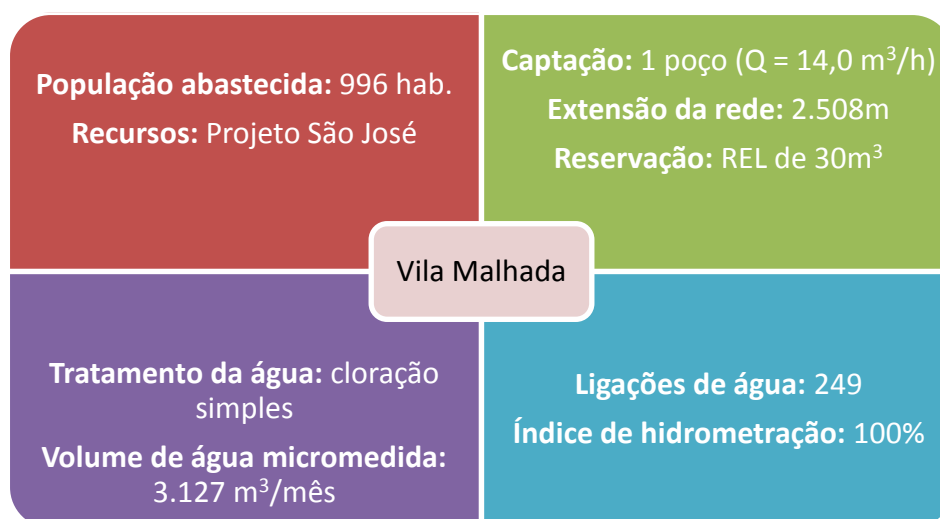 População abastecida: 996 hab.
Recursos: Projeto São José
Captação: 1 poço (Q = 14,0 m³/h)
Extensão da rede: 2.508m
Reservação: REL de 30m³
Vila Malhada
Tratamento da água: cloração
simples
Volume de água micromedida:
3.127 m³/mês
Ligações de água: 249
Índice de hidrometração: 100%